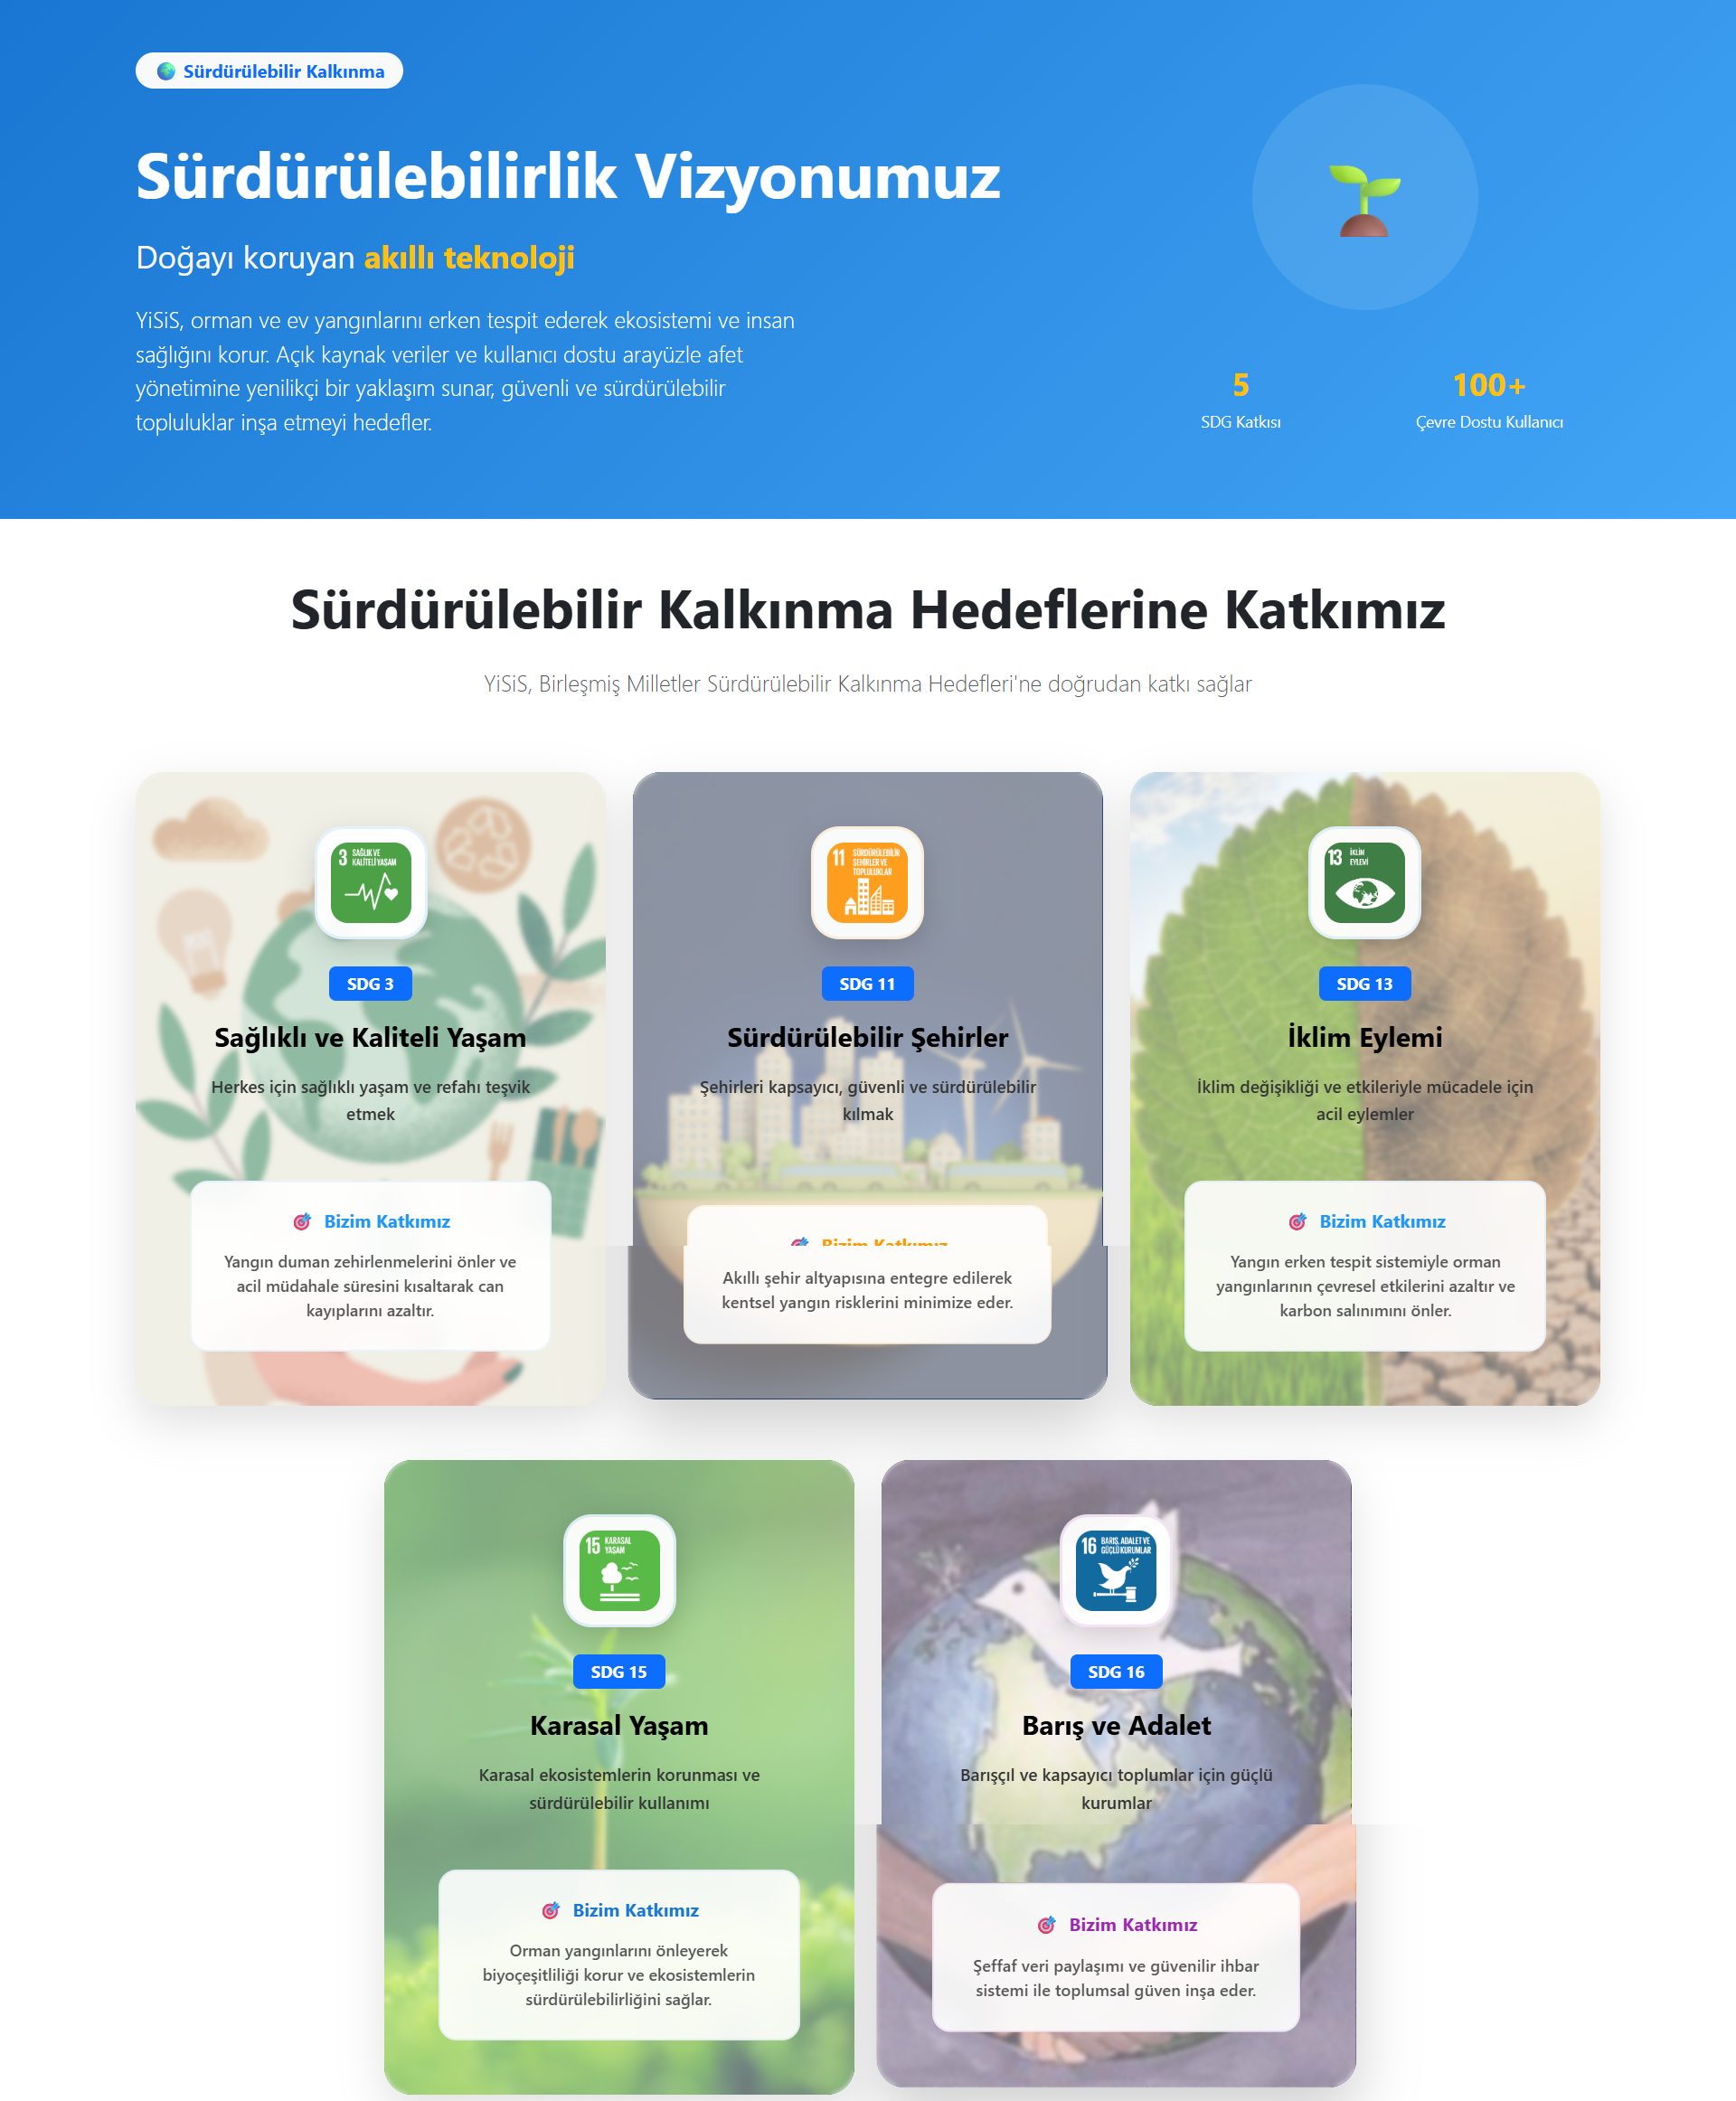 Sürdürülebilir Kalkınma
Sürdürülebilirlik Vizyonumuz
Doğayı koruyan akıllı teknoloji
YiSiS, orman ve ev yangınlarını erken tespit ederek ekosistemi ve insan
sağlığını korur. Açık kaynak veriler ve kullanıcı dostu arayüzle afet
yönetimine yenilikçi bir yaklaşım sunar, güvenli ve sürdürülebilir
topluluklar inşa etmeyi hedefler.
5
SDG Katkısı
100+
Çevre Dostu Kullanıcı
Sürdürülebilir Kalkınma Hedeflerine Katkımız
YiSiS, Birleşmiş Milletler Sürdürülebilir Kalkınma Hedefleri'ne doğrudan katkı sağlar
3 SAĞLIK VE
KALİTELİ YAŞAM
SDG 3
Sağlıklı ve Kaliteli Yaşam
Herkes için sağlıklı yaşam ve refahı teşvik
etmek
Bizim Katkımız
Yangın duman zehirlenmelerini önler ve
acil müdahale süresini kısaltarak can
kayıplarını azaltır.
11 SÜRDÜRÜLEBİLİR
ŞEHİRLER VE
TOPLULUKLAR
SDG 11
Sürdürülebilir Şehirler
Şehirleri kapsayıcı, güvenli ve sürdürülebilir
kılmak
Bizim Katkımız
Akıllı şehir altyapısına entegre edilerek
kentsel yangın risklerini minimize eder.
13 İKLİM
EYLEMİ
SDG 13
İklim Eylemi
İklim değişikliği ve etkileriyle mücadele için
acil eylemler
Bizim Katkımız
Yangın erken tespit sistemiyle orman
yangınlarının çevresel etkilerini azaltır ve
karbon salınımını önler.
15 KARASAL
YAŞAM
SDG 15
Karasal Yaşam
Karasal ekosistemlerin korunması ve
sürdürülebilir kullanımı
Bizim Katkımız
Orman yangınlarını önleyerek
biyoçeşitliliği korur ve ekosistemlerin
sürdürülebilirliğini sağlar.
16 BARIŞ, ADALET VE
GÜÇLÜ KURUMLAR
SDG 16
Barış ve Adalet
Barışçıl ve kapsayıcı toplumlar için güçlü
kurumlar
Bizim Katkımız
Şeffaf veri paylaşımı ve güvenilir ihbar
sistemi ile toplumsal güven inşa eder.